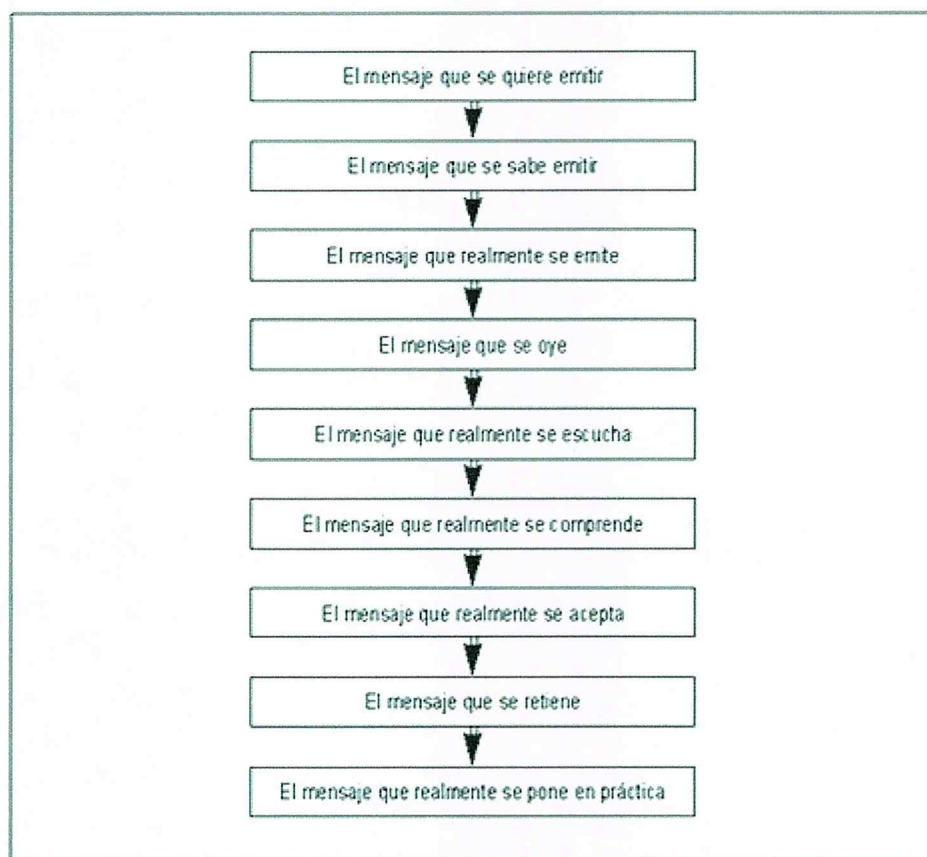 El mensaje que se quiere emitir
El mensaje que se sabe emitir
El mensaje que realmente se emite
El mensaje que se oye
El mensaje que realmente se escucha
El mensaje que realmente se comprende
El mensaje que realmente se acepta
El mensaje que se retiene
El mensaje que realmente se pone en práctica